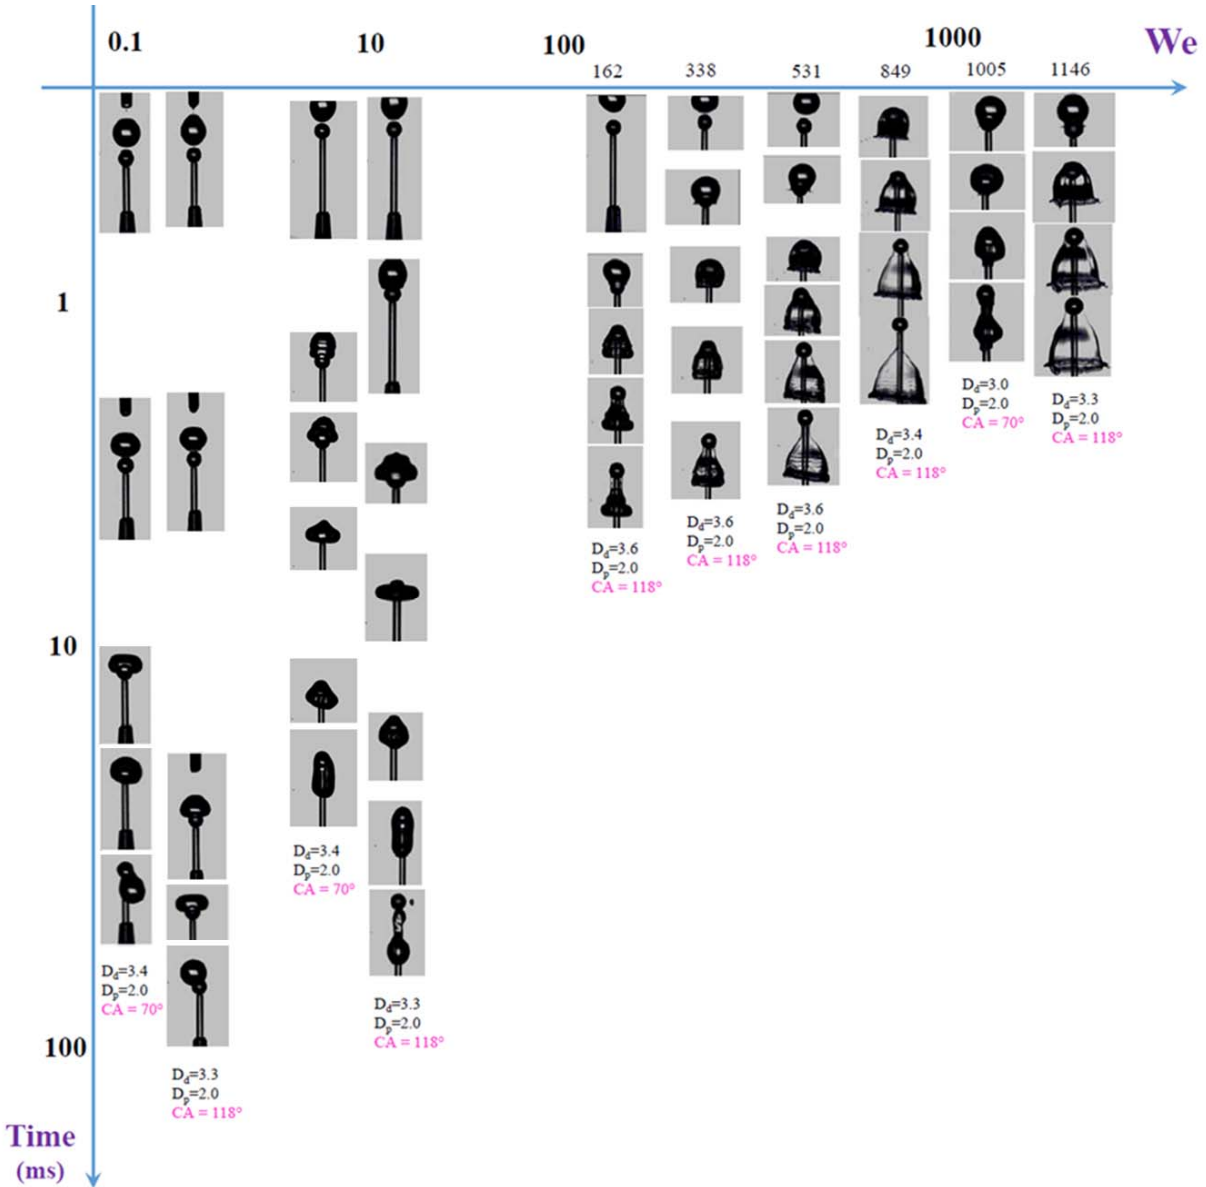 0.1 10 100 1000 We
162 338 531 849 1005 1146
1
D_d=3.0
D_p=2.0
CA = 70°
D_d=3.3
D_p=2.0
CA = 118°
D_d=3.4
D_p=2.0
CA = 118°
D_d=3.6
D_p=2.0
CA = 118°
D_d=3.6
D_p=2.0
CA = 118°
D_d=3.6
D_p=2.0
CA = 118°
10
D_d=3.4
D_p=2.0
CA = 70°
D_d=3.4
D_p=2.0
CA = 70°
D_d=3.3
D_p=2.0
CA = 118°
100
D_d=3.3
D_p=2.0
CA = 118°
Time
(ms)